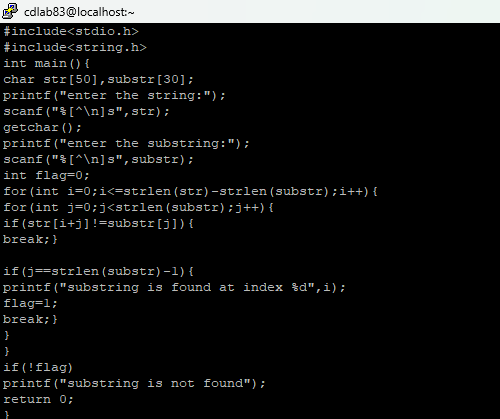 cdlab83@localhost:~
#include<stdio.h>
#include<string.h>
int main(){
char str[50],substr[30];
printf("enter the string:");
scanf("%[^\n]s",str);
getchar();
printf("enter the substring:");
scanf("%[^\n]s",substr);
int flag=0;
for(int i=0;i<=strlen(str)-strlen(substr);i++){
for(int j=0;j<strlen(substr);j++){
if(str[i+j]!=substr[j]){
break;}

if(j==strlen(substr)-1){
printf("substring is found at index %d",i);
flag=1;
break;}
}
}
if(!flag)
printf("substring is not found");
return 0;
}